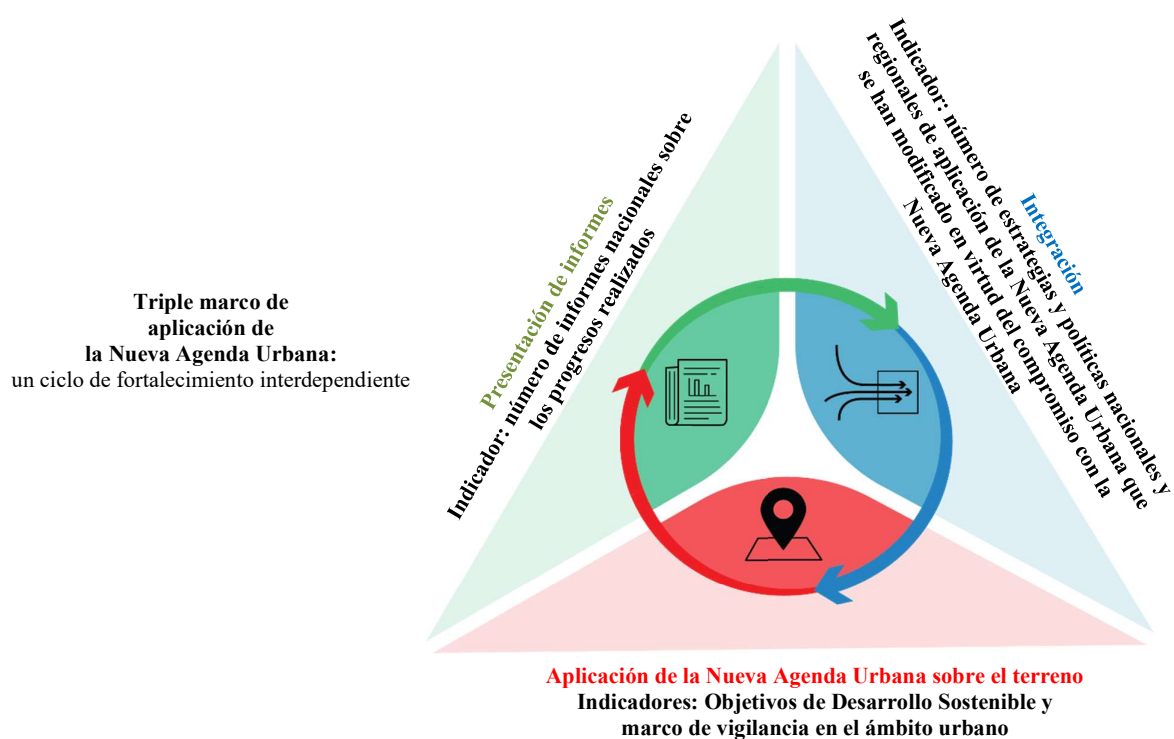 Triple marco de
aplicación de
la Nueva Agenda Urbana:
un ciclo de fortalecimiento interdependiente
Presentación de informes
Indicador: número de informes nacionales sobre
los progresos realizados
Integración
Indicador: número de estrategias y políticas nacionales y
regionales de aplicación de la Nueva Agenda Urbana que
se han modificado en virtud del compromiso con la
Nueva Agenda Urbana
Aplicación de la Nueva Agenda Urbana sobre el terreno
Indicadores: Objetivos de Desarrollo Sostenible y
marco de vigilancia en el ámbito urbano